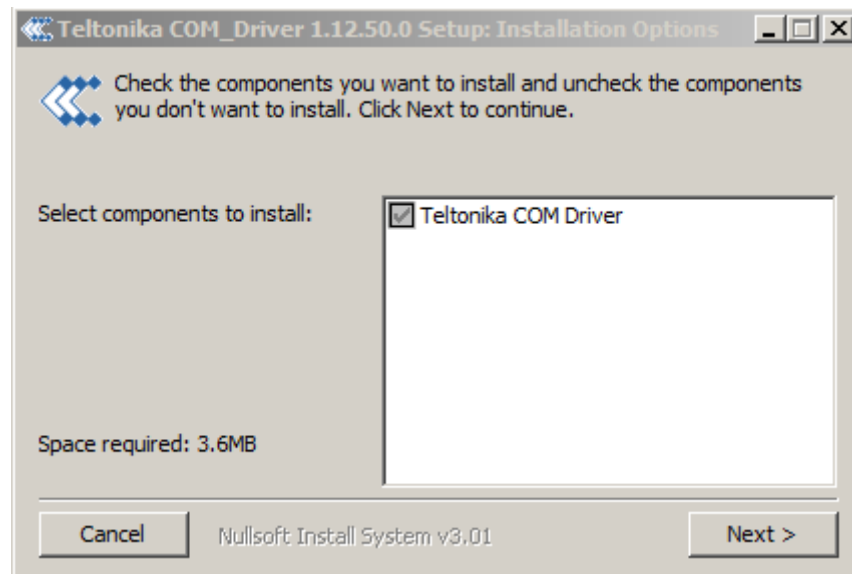 Teltonika COM_Driver 1.12.50.0 Setup: Installation Options
Check the components you want to install and uncheck the components
you don't want to install. Click Next to continue.
Select components to install:
Teltonika COM Driver
Space required: 3.6MB
Cancel
Nullsoft Install System v3.01
Next >